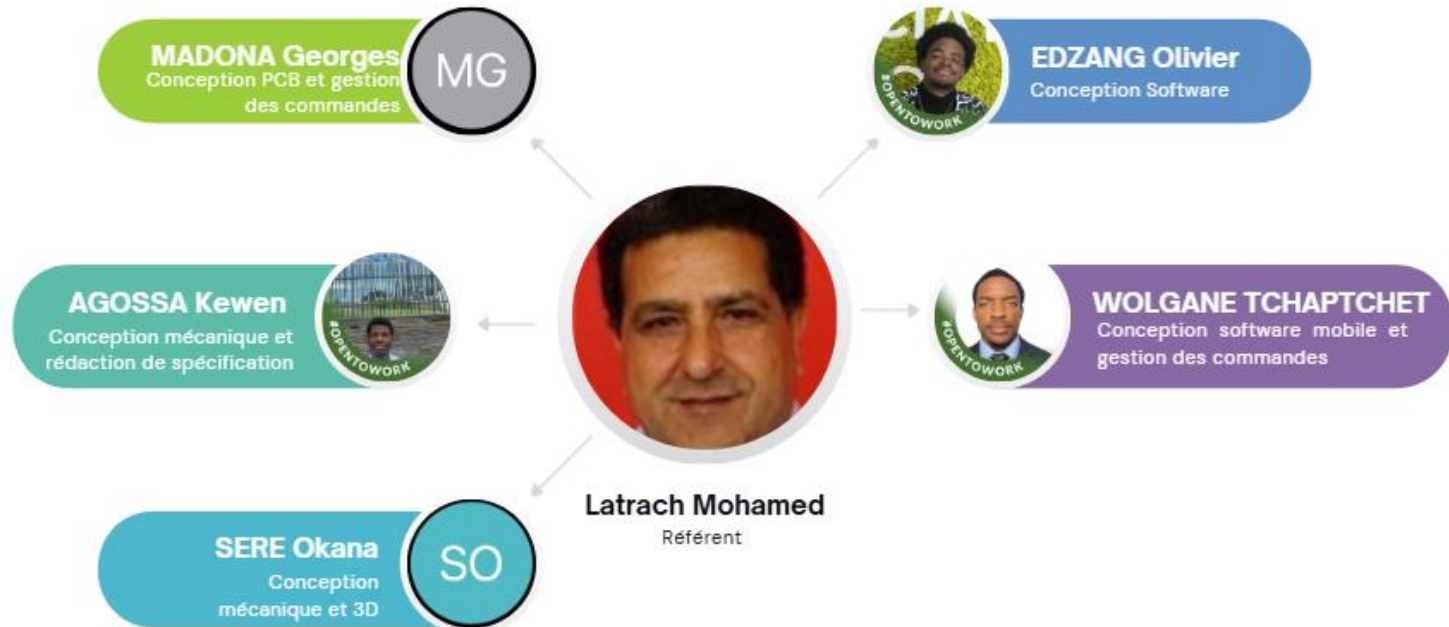 MADONA Georges
Conception PCB et gestion
des commandes
MG
EDZANG Olivier
Conception Software
#OPENTOWORK
AGOSSA Kewen
Conception mécanique et
rédaction de spécification
#OPENTOWORK
WOLGANE TCHAPTCHET
Conception software mobile et
gestion des commandes
#OPENTOWORK
Latrach Mohamed
Référent
SERE Okana
Conception
mécanique et 3D
SO